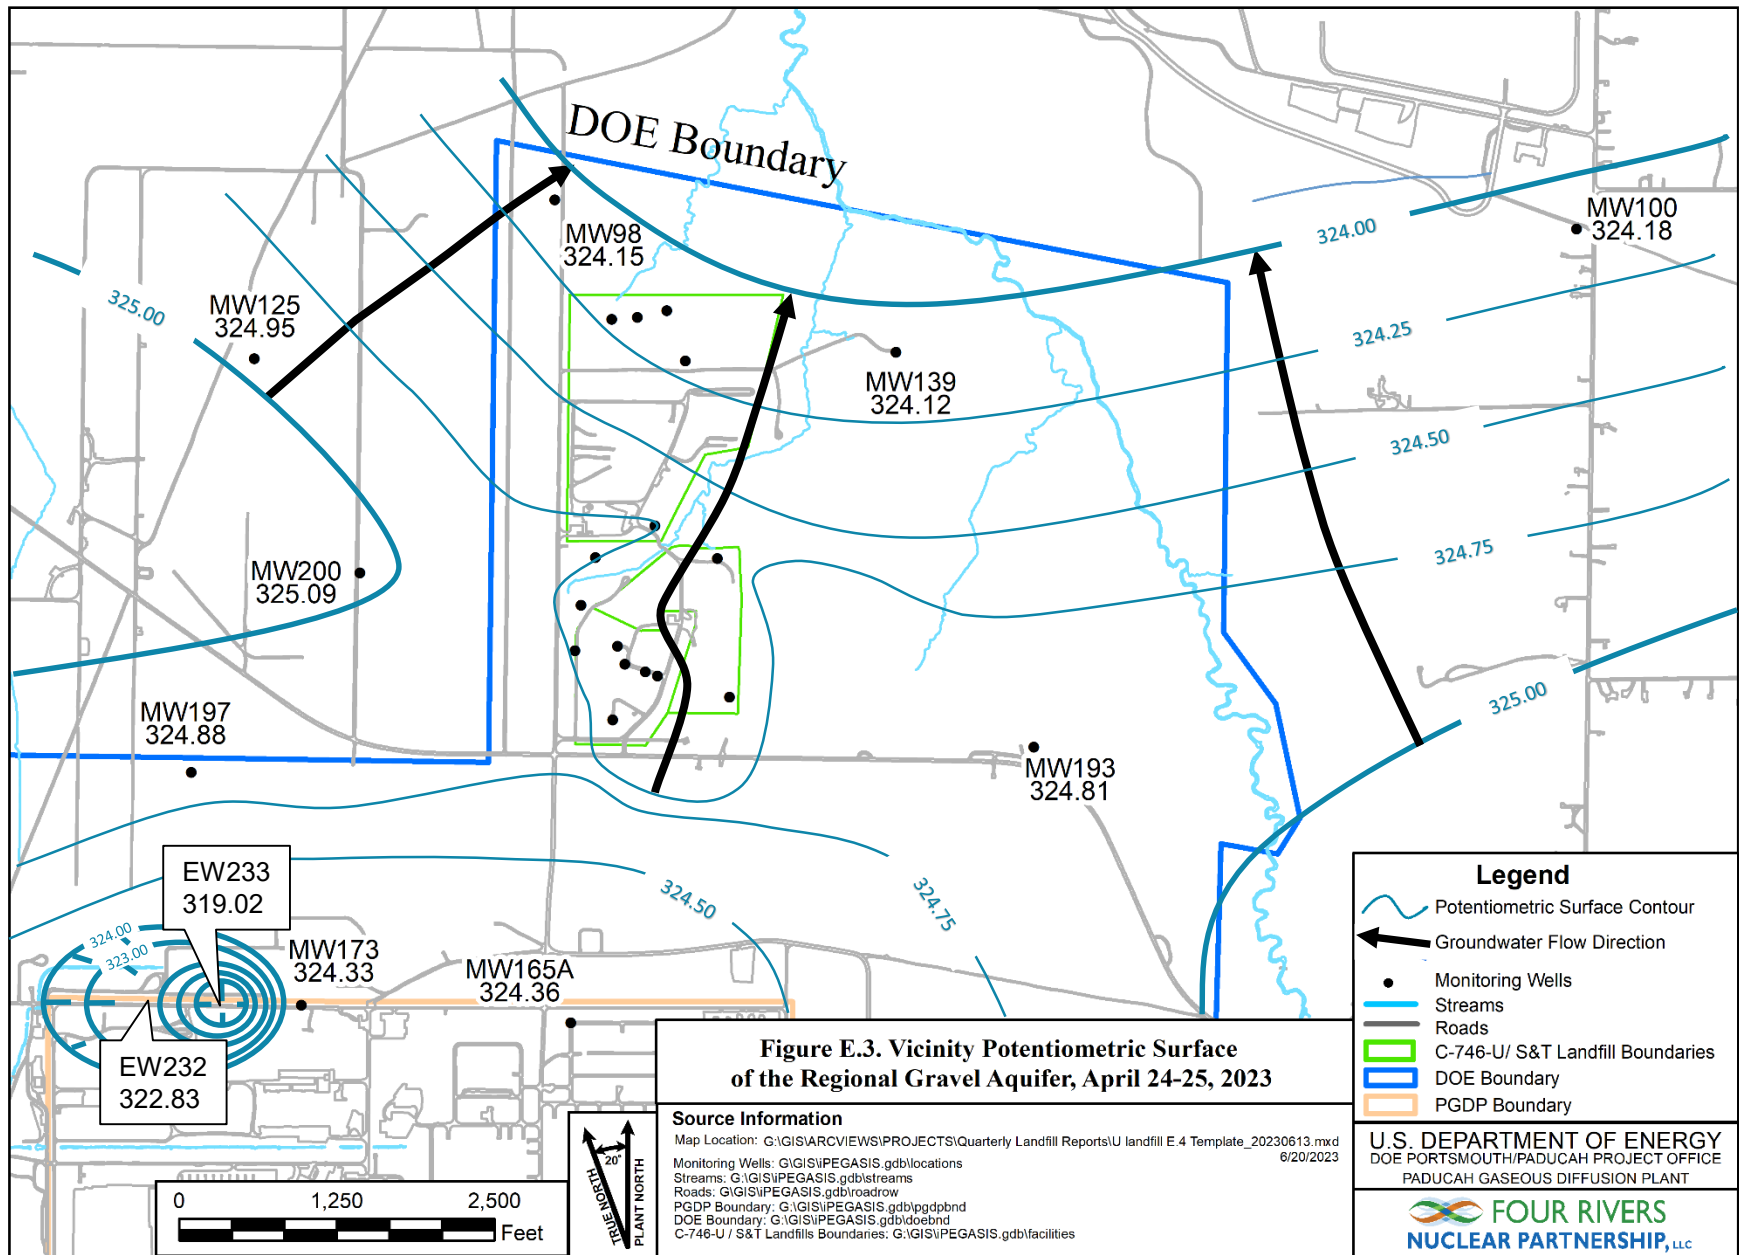 DOE Boundary
MW100
324.18
324.00
MW98
324.15
325.00
MW125
324.95
324.25
MW139
324.12
324.50
324.75
MW200
325.09
325.00
MW197
324.88
MW193
324.81
EW233
319.02
324.50
324.75
324.00
323.00
MW173
324.33
MW165A
324.36
EW232
322.83
Legend
Potentiometric Surface Contour
Groundwater Flow Direction
Monitoring Wells
Streams
Roads
C-746-U/ S&T Landfill Boundaries
DOE Boundary
PGDP Boundary
Figure E.3. Vicinity Potentiometric Surface
of the Regional Gravel Aquifer, April 24-25, 2023
Source Information
Map Location: G:\GIS\ARCVIEWS\PROJECTS\Quarterly Landfill Reports\U landfill E.4 Template_20230613.mxd
6/20/2023
Monitoring Wells: G\GIS\iPEGASIS.gdb\locations
Streams: G:\GIS\iPEGASIS.gdb\streams
Roads: G\GIS\iPEGASIS.gdb\roadrow
PGDP Boundary: G:\GIS\iPEGASIS.gdb\pgdpbnd
DOE Boundary: G:\GIS\iPEGASIS.gdb\doebnd
C-746-U / S&T Landfills Boundaries: G:\GIS\iPEGASIS.gdb\facilities
20°
TRUE NORTH
PLANT NORTH
0 1,250 2,500
Feet
U.S. DEPARTMENT OF ENERGY
DOE PORTSMOUTH/PADUCAH PROJECT OFFICE
PADUCAH GASEOUS DIFFUSION PLANT
FOUR RIVERS
NUCLEAR PARTNERSHIP, LLC